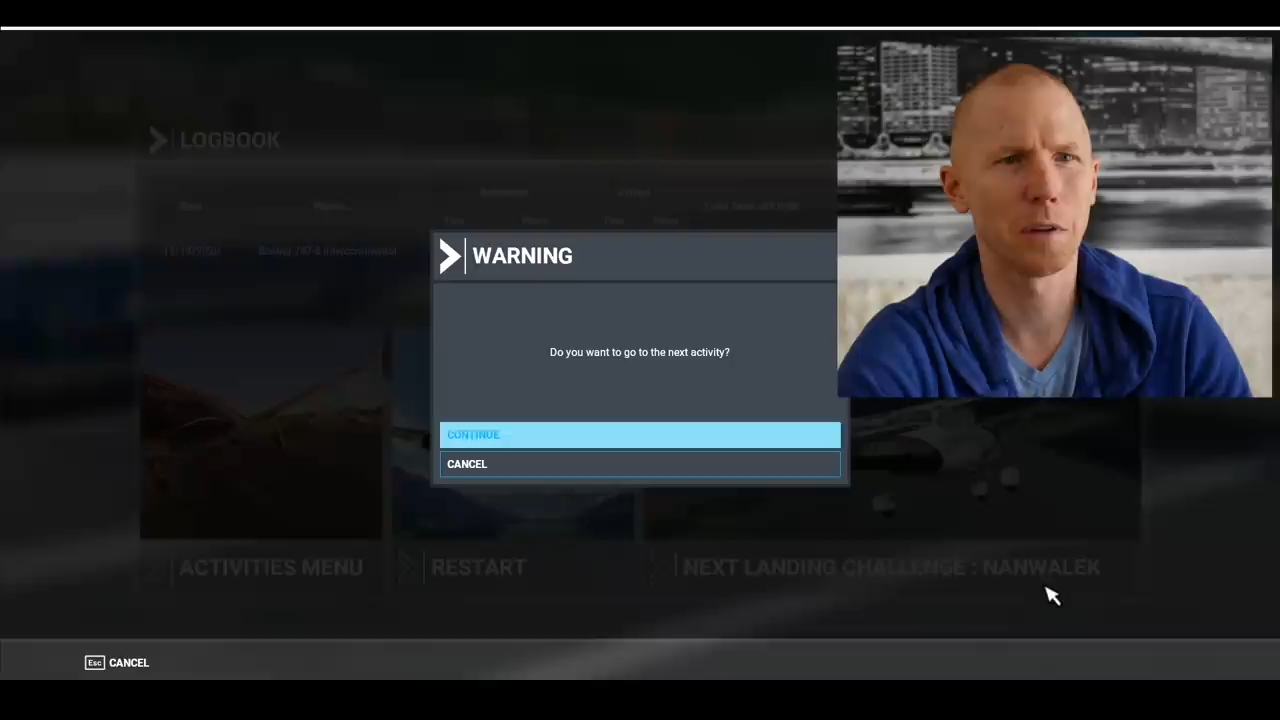 LOGBOOK
WARNING
Do you want to go to the next activity?
CONTINUE
CANCEL
ACTIVITIES MENU
RESTART
NEXT LANDING CHALLENGE : NANWALEK
Esc CANCEL